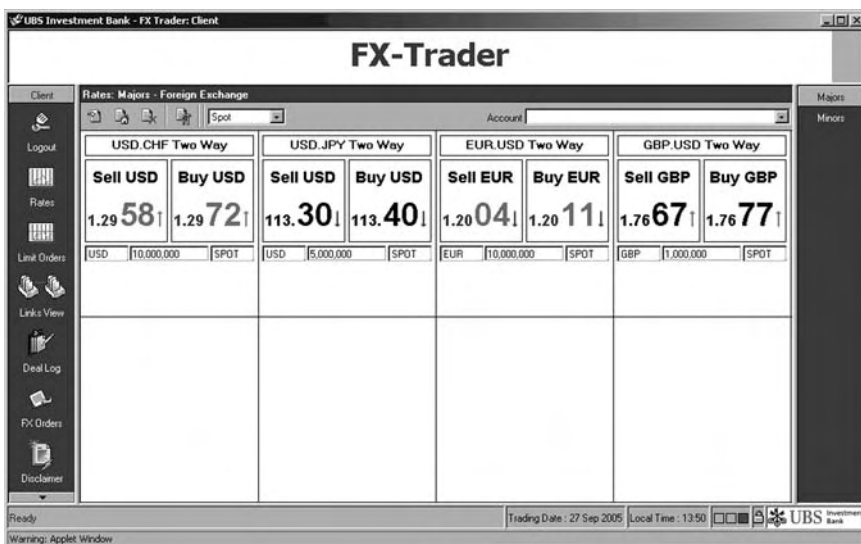 UBS Investment Bank - FX Trader: Client
FX-Trader
Client
Logout
Rates
Limit Orders
Links View
Deal Log
FX Orders
Disclaimer
Rates: Majors - Foreign Exchange
Spot
Account
Majors
Minors
USD.CHF Two Way
Sell USD Buy USD
1.29 58↑ 1.29 72↑
USD 10,000,000 SPOT
USD.JPY Two Way
Sell USD Buy USD
113.30↓ 113.40↓
USD 5,000,000 SPOT
EUR.USD Two Way
Sell EUR Buy EUR
1.20 04↓ 1.20 11↓
EUR 10,000,000 SPOT
GBP.USD Two Way
Sell GBP Buy GBP
1.76 67↑ 1.76 77↑
GBP 1,000,000 SPOT
Ready
Trading Date : 27 Sep 2005 Local Time : 13:50
UBS Investment
Bank
Warning: Applet Window